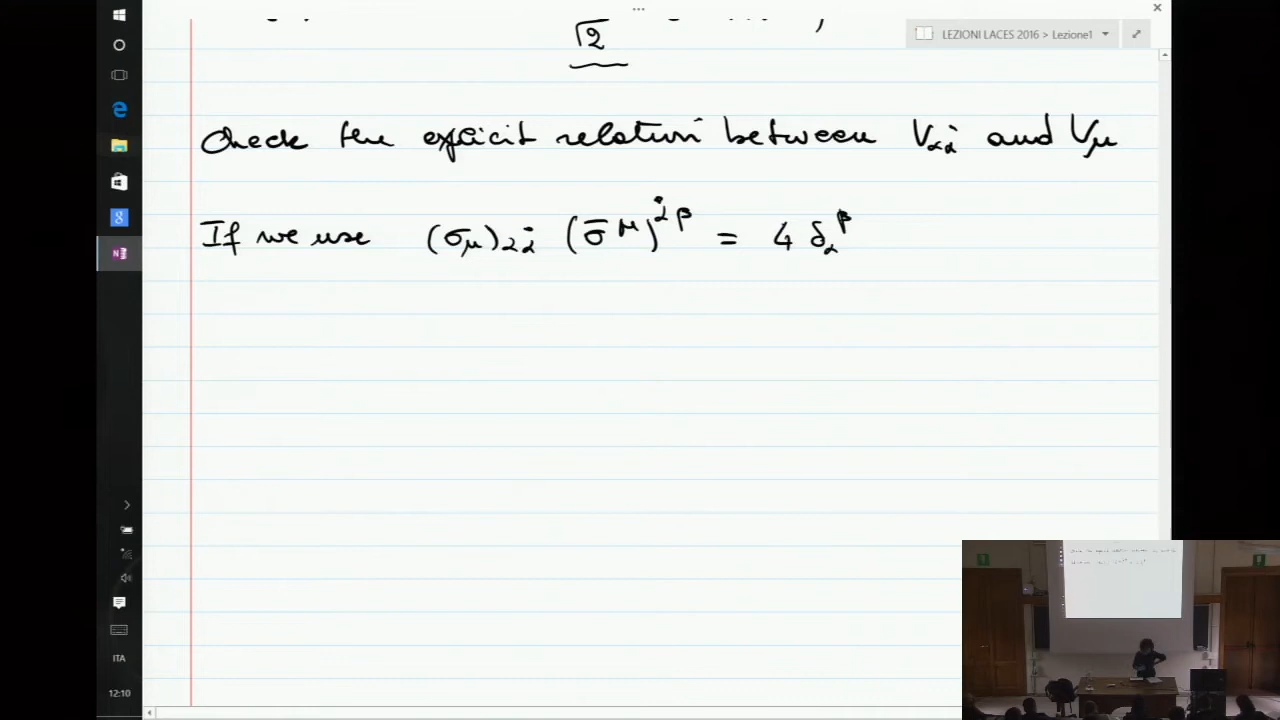 LEZIONI LACES 2016 > Lezione1
√2
Check the explicit relation between V_{αα̇} and V_μ
If we use (σ_μ)_{αα̇} (σ̄^μ)^{α̇β} = 4 δ_α^β
ITA
12:10